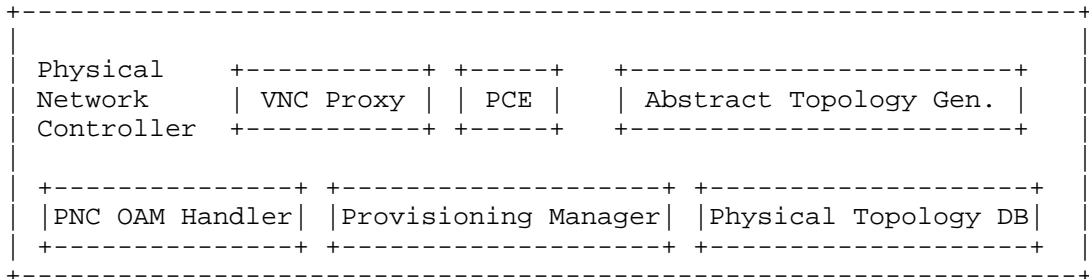 Physical
Network | VNC Proxy | | PCE | | Abstract Topology Gen. |
Controller
|PNC OAM Handler| |Provisioning Manager| |Physical Topology DB|